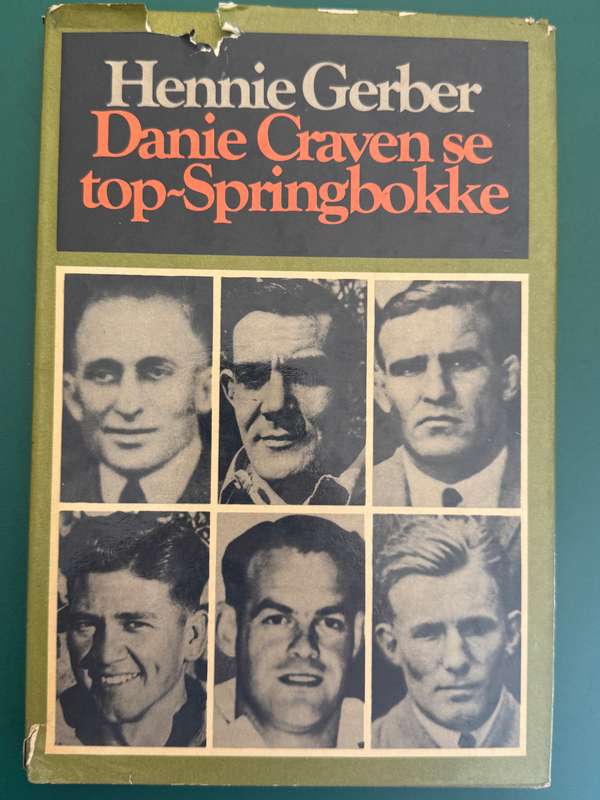 Hennie Gerber
Danie Craven se
top-Springbokke